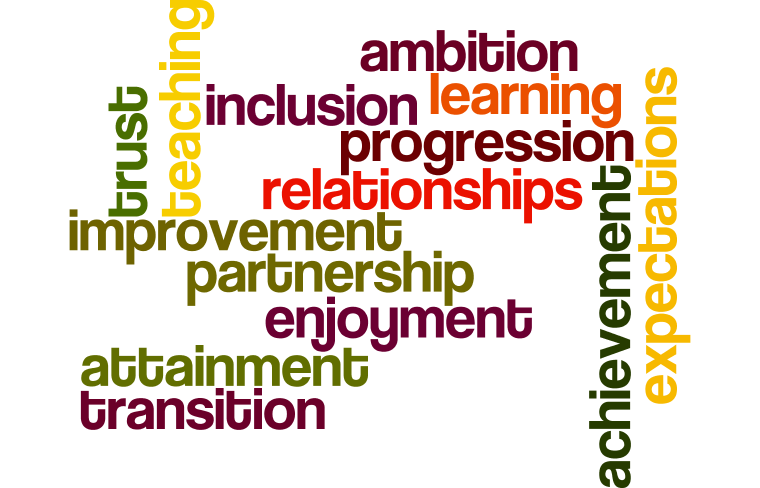 ambition
learning
inclusion
progression
relationships
trust
teaching
improvement
partnership
enjoyment
attainment
transition
achievement
expectations